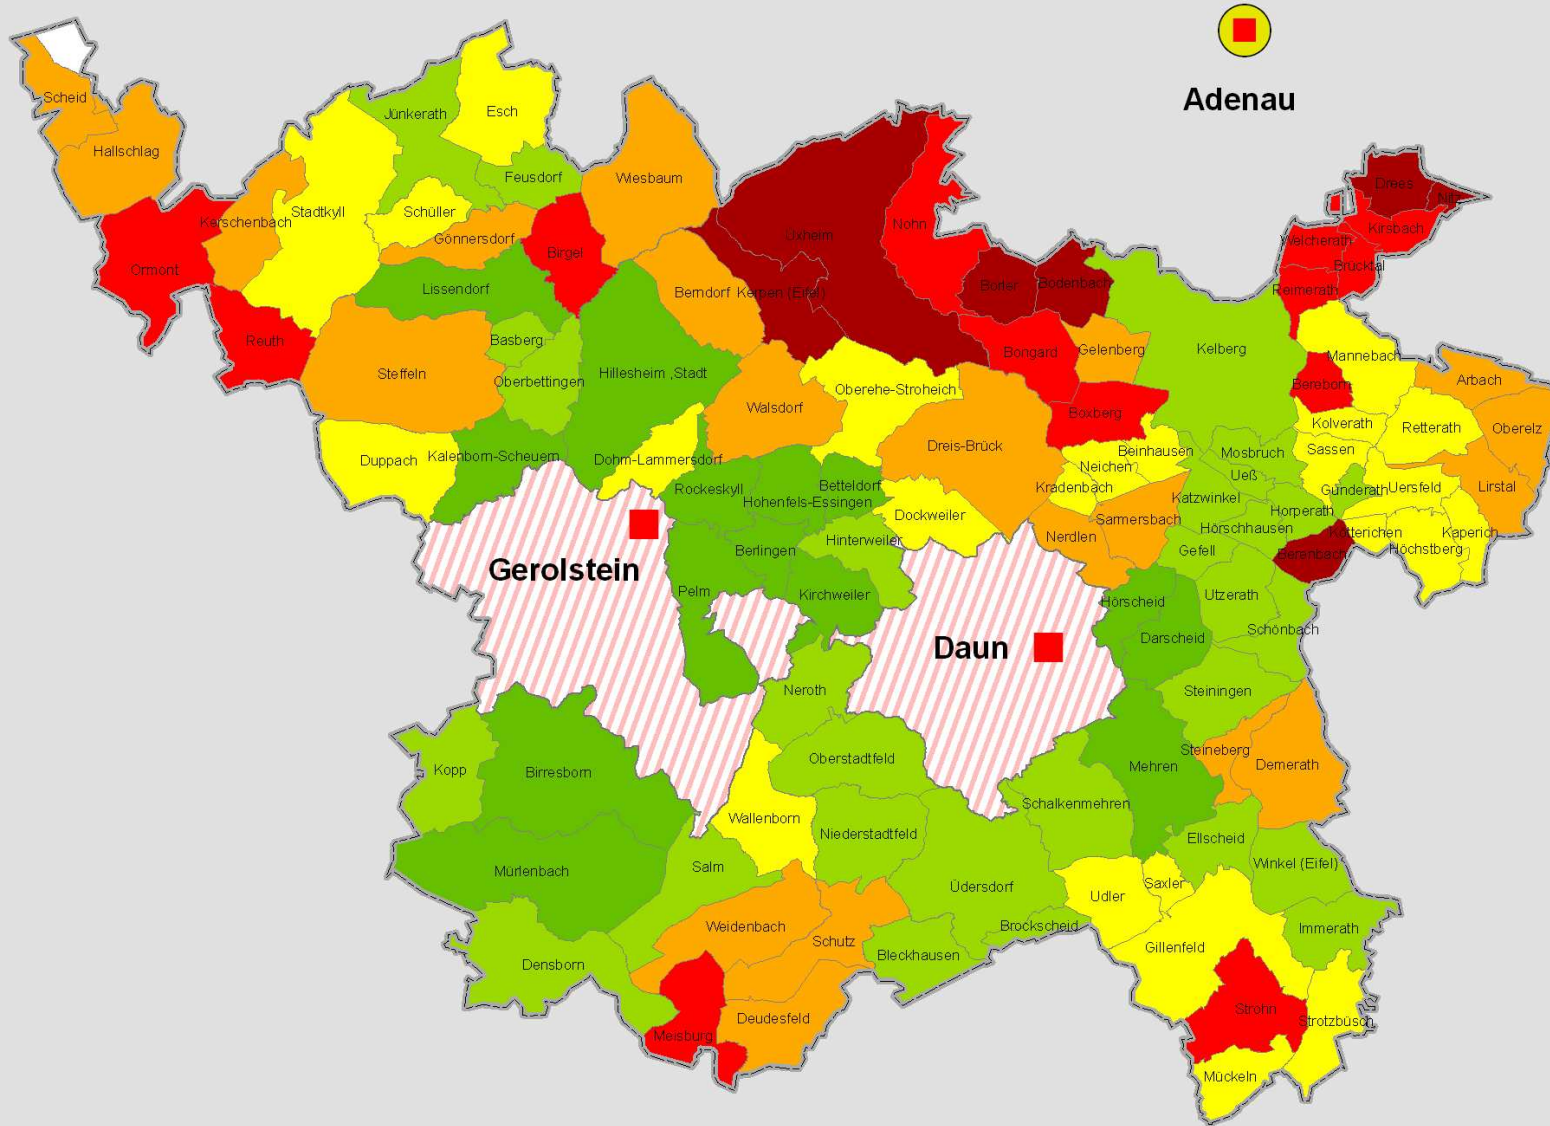 Adenau
Scheid
Esch
Jünkerath
Hallschlag
Feusdorf
Wiesbaum
Drees
Schüller
Stadtkyll
Kerschenbach
Nohn
Kirsbach
Uxheim
Gönnersdorf
Welcherath
Birgel
Brücktal
Ormont
Bodenbach
Borler
Lissendorf
Berndorf
Kerpen (Eifel)
Reimerath
Reuth
Basberg
Kelberg
Gelenberg
Bongard
Mannebach
Steffeln
Hillesheim ,Stadt
Oberbettingen
Arbach
Bereborn
Oberehe-Stroheich
Walsdorf
Boxberg
Kolverath
Retterath
Oberelz
Dreis-Brück
Beinhausen
Mosbruch
Sassen
Kalenborn-Scheuern
Duppach
Dohm-Lammersdorf
Neichen
Ueß
Kradenbach
Betteldorf
Rockeskyll
Gunderath
Uersfeld
Lirstal
Hohenfels-Essingen
Katzwinkel
Horperath
Dockweiler
Sarmersbach
Hörschhausen
Nerdlen
Kötterichen
Kaperich
Hinterweiler
Berlingen
Gefell
Berenbach
Höchstberg
Gerolstein
Pelm
Kirchweiler
Utzerath
Hörscheid
Schönbach
Darscheid
Daun
Neroth
Steiningen
Steineberg
Oberstadtfeld
Mehren
Demerath
Kopp
Birresborn
Schalkenmehren
Wallenborn
Niederstadtfeld
Ellscheid
Winkel (Eifel)
Salm
Mürlenbach
Saxler
Üdersdorf
Udler
Weidenbach
Brockscheid
Immerath
Schutz
Gillenfeld
Bleckhausen
Densborn
Strohn
Deudesfeld
Strotzbüsch
Meisburg
Mückeln